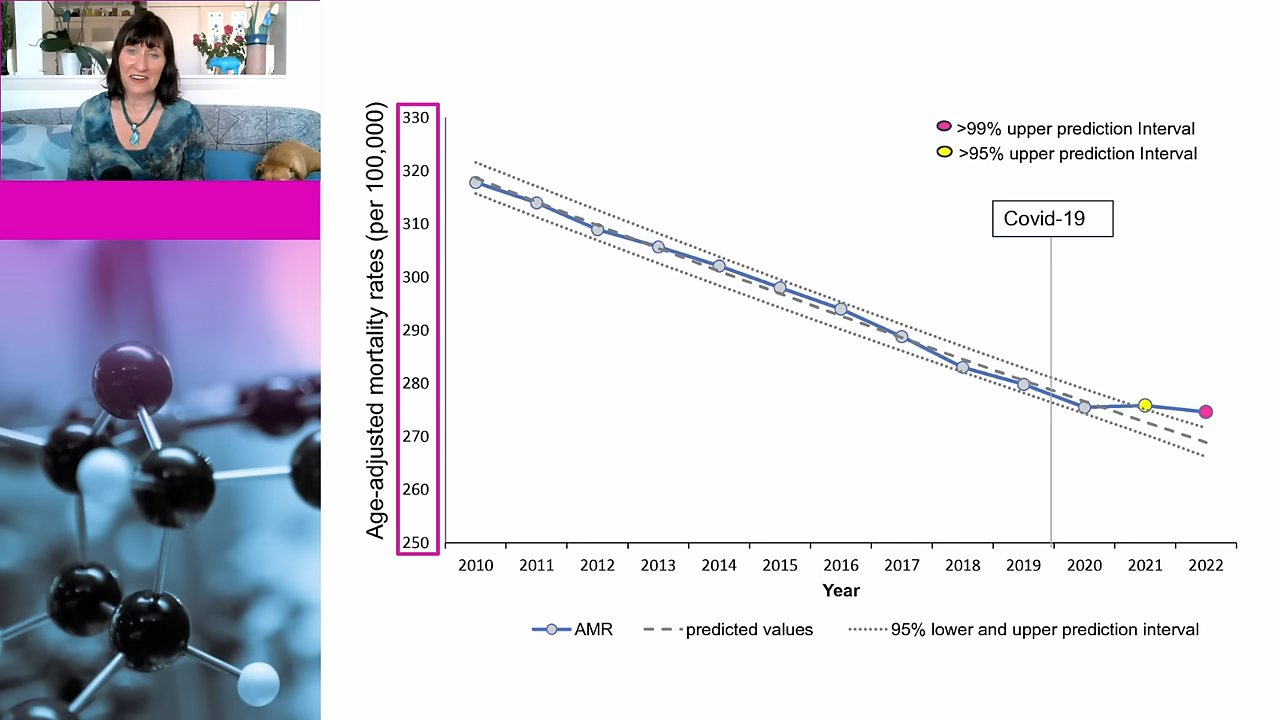 Age-adjusted mortality rates (per 100,000)
330
320
310
300
290
280
270
260
250
>99% upper prediction Interval
>95% upper prediction Interval
Covid-19
2010 2011 2012 2013 2014 2015 2016 2017 2018 2019 2020 2021 2022
Year
AMR predicted values 95% lower and upper prediction interval